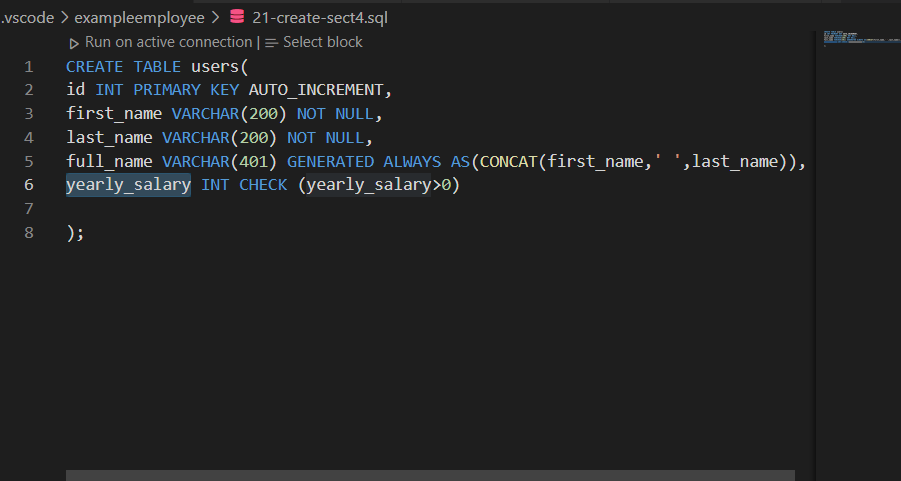 .vscode > exampleemployee > 21-create-sect4.sql
Run on active connection | Select block
1 CREATE TABLE users(
2 id INT PRIMARY KEY AUTO_INCREMENT,
3 first_name VARCHAR(200) NOT NULL,
4 last_name VARCHAR(200) NOT NULL,
5 full_name VARCHAR(401) GENERATED ALWAYS AS(CONCAT(first_name,' ',last_name)),
6 yearly_salary INT CHECK (yearly_salary>0)
7
8 );